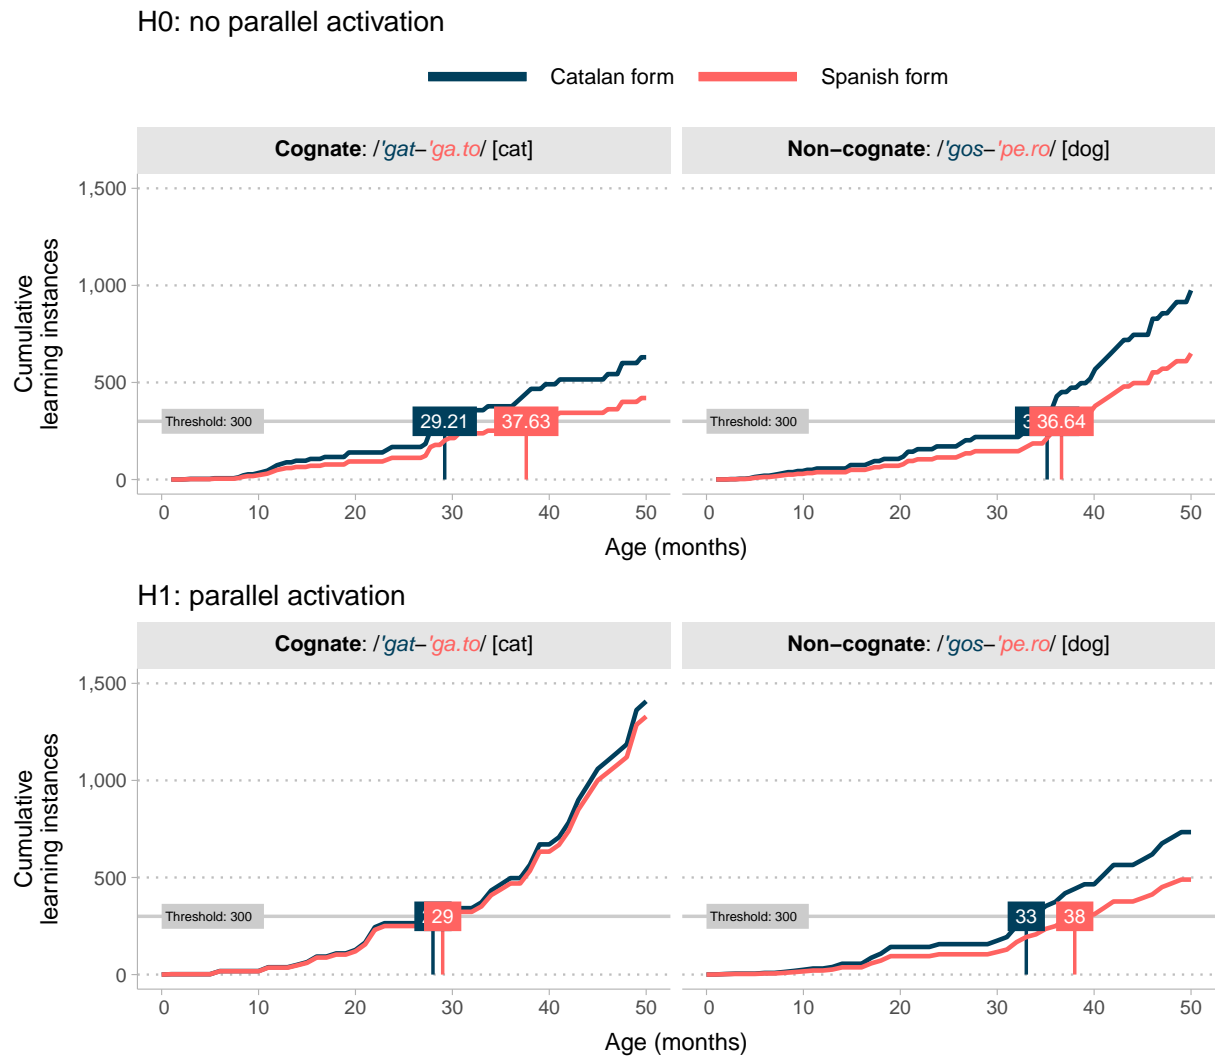 H0: no parallel activation
Catalan form Spanish form
Cognate: /'gat–'ga.to/ [cat] Non−cognate: /'gos–'pe.ro/ [dog]
1,500
1,000
500
0
Cumulative
learning instances
Threshold: 300 29.21 37.63 Threshold: 300 36.64
0 10 20 30 40 50 0 10 20 30 40 50
Age (months)
H1: parallel activation
Cognate: /'gat–'ga.to/ [cat] Non−cognate: /'gos–'pe.ro/ [dog]
1,500
1,000
500
0
Cumulative
learning instances
Threshold: 300 29 Threshold: 300 33 38
0 10 20 30 40 50 0 10 20 30 40 50
Age (months)